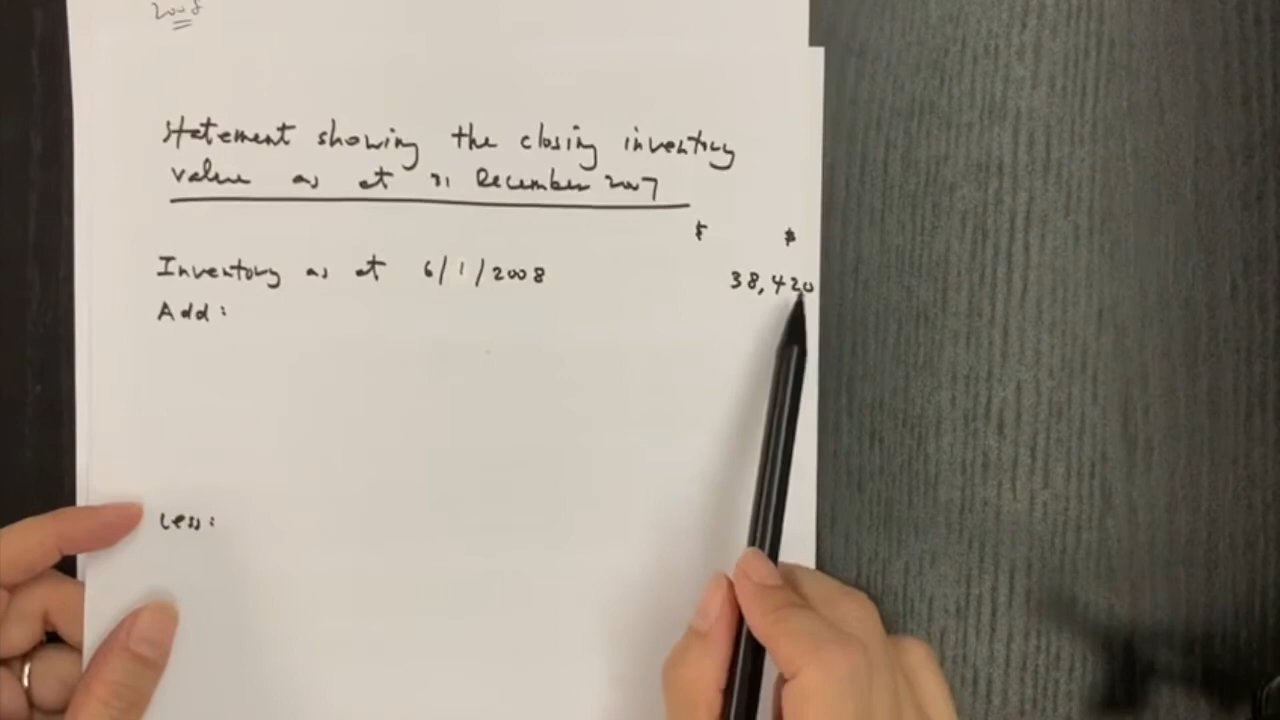 2008
Statement showing the closing inventory
value as at 31 December 2007
$ $
Inventory as at 6/1/2008 38,420
Add:
Less: